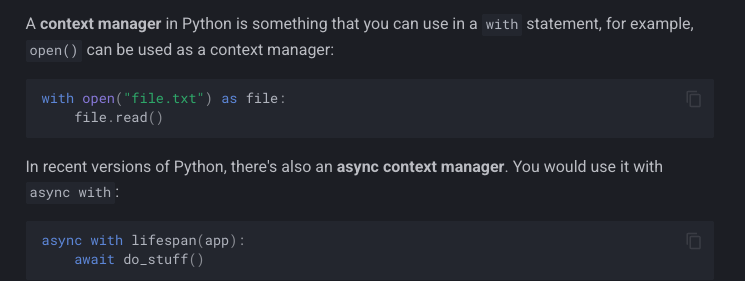 A context manager in Python is something that you can use in a with statement, for example,
open() can be used as a context manager:
with open("file.txt") as file:
    file.read()
In recent versions of Python, there's also an async context manager. You would use it with
async with:
async with lifespan(app):
    await do_stuff()